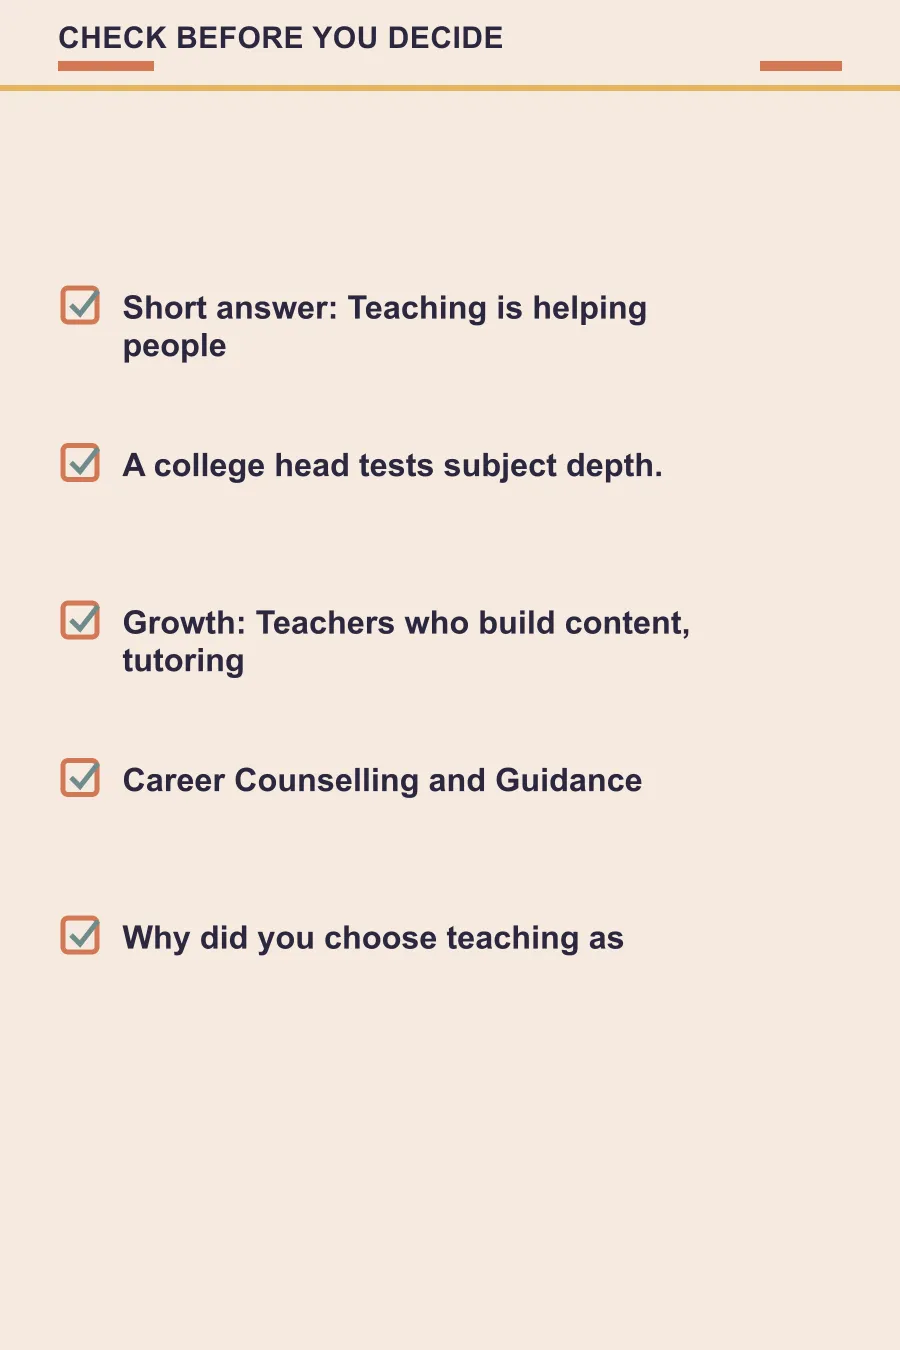 CHECK BEFORE YOU DECIDE
Short answer: Teaching is helping
people
A college head tests subject depth.
Growth: Teachers who build content,
tutoring
Career Counselling and Guidance
Why did you choose teaching as